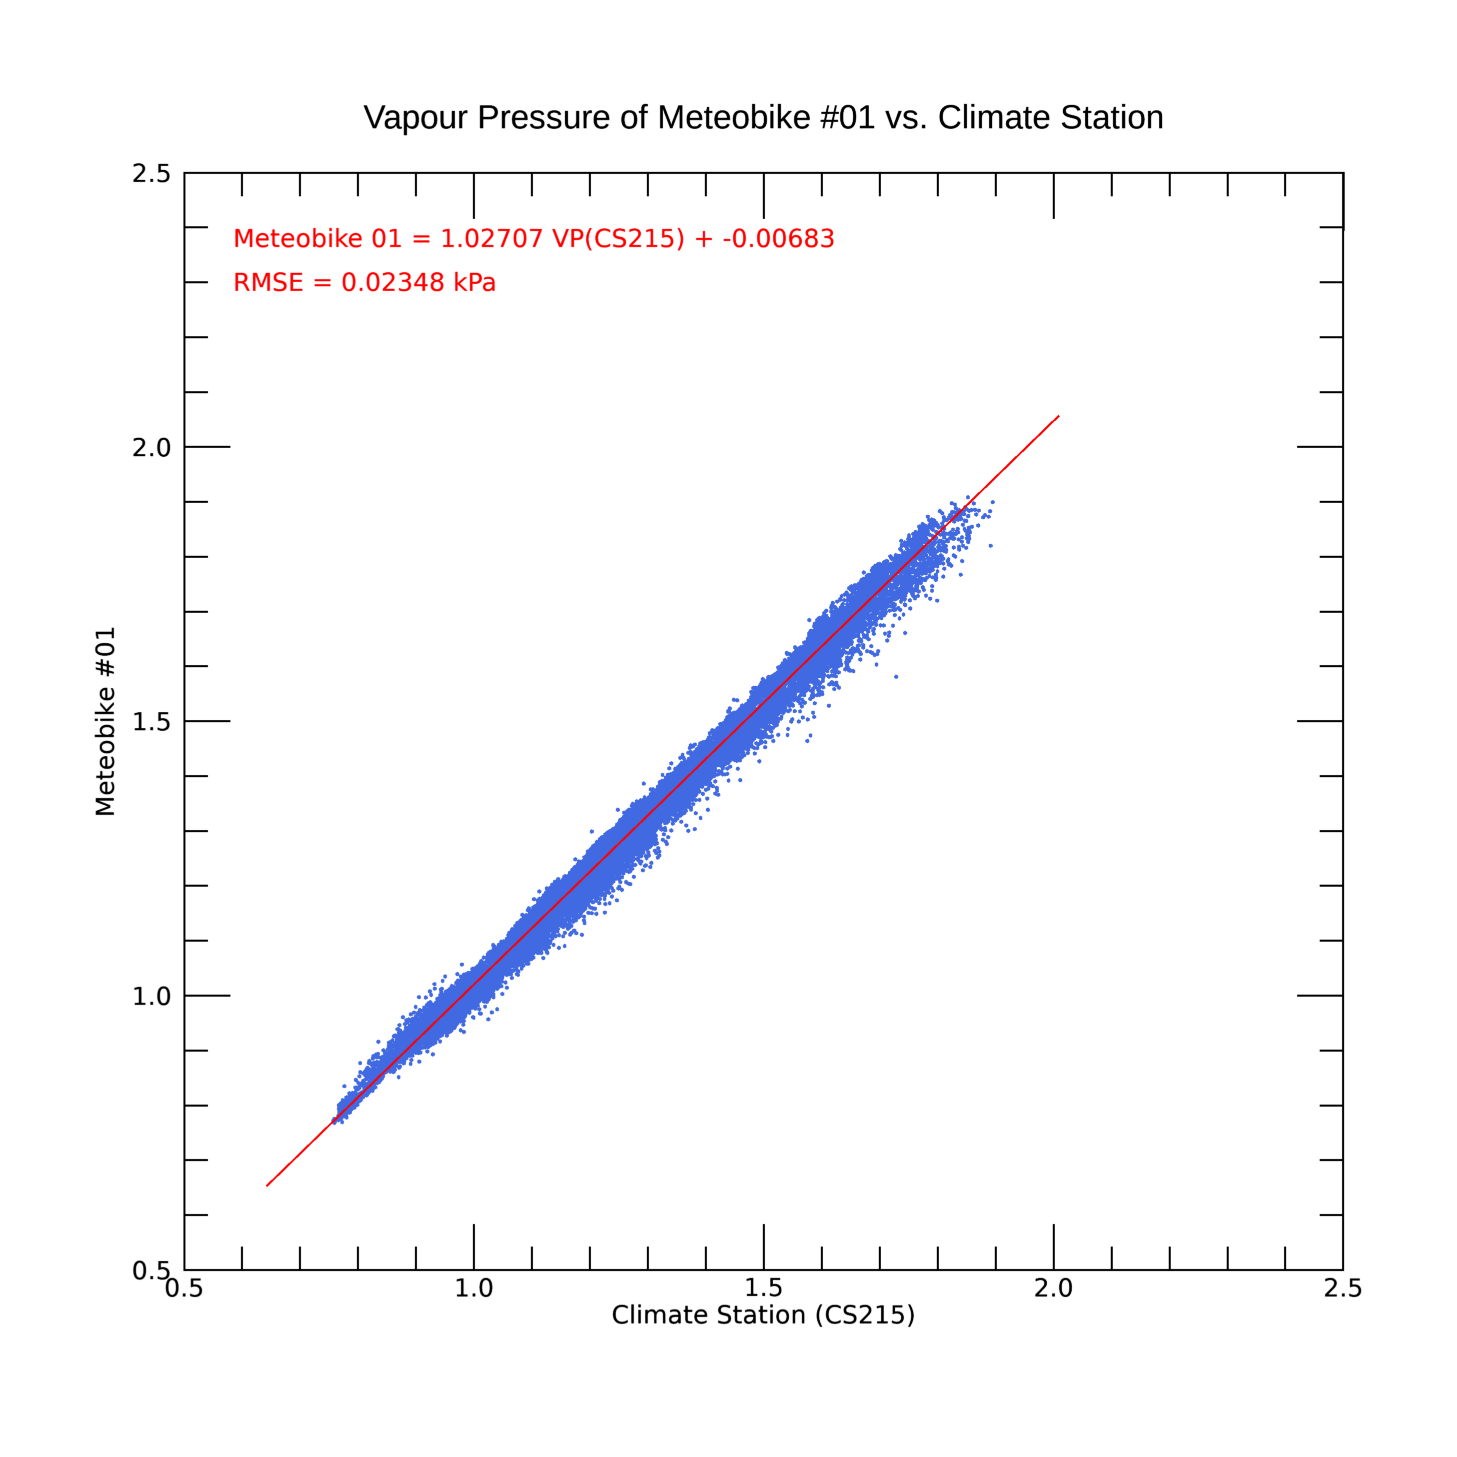 Vapour Pressure of Meteobike #01 vs. Climate Station
2.5
Meteobike 01 = 1.02707 VP(CS215) + -0.00683
RMSE = 0.02348 kPa
2.0
1.5
1.0
0.5
Meteobike #01
0.5 1.0 1.5 2.0 2.5
Climate Station (CS215)